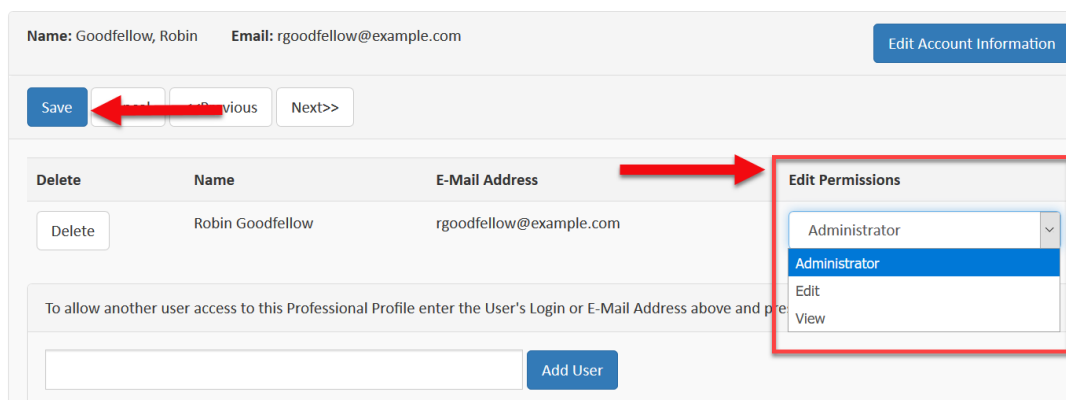 Name: Goodfellow, Robin Email: rgoodfellow@example.com
Edit Account Information
Save Next>>
Delete Name E-Mail Address Edit Permissions
Delete Robin Goodfellow rgoodfellow@example.com Administrator
Administrator
Edit
View
To allow another user access to this Professional Profile enter the User's Login or E-Mail Address above and
Add User